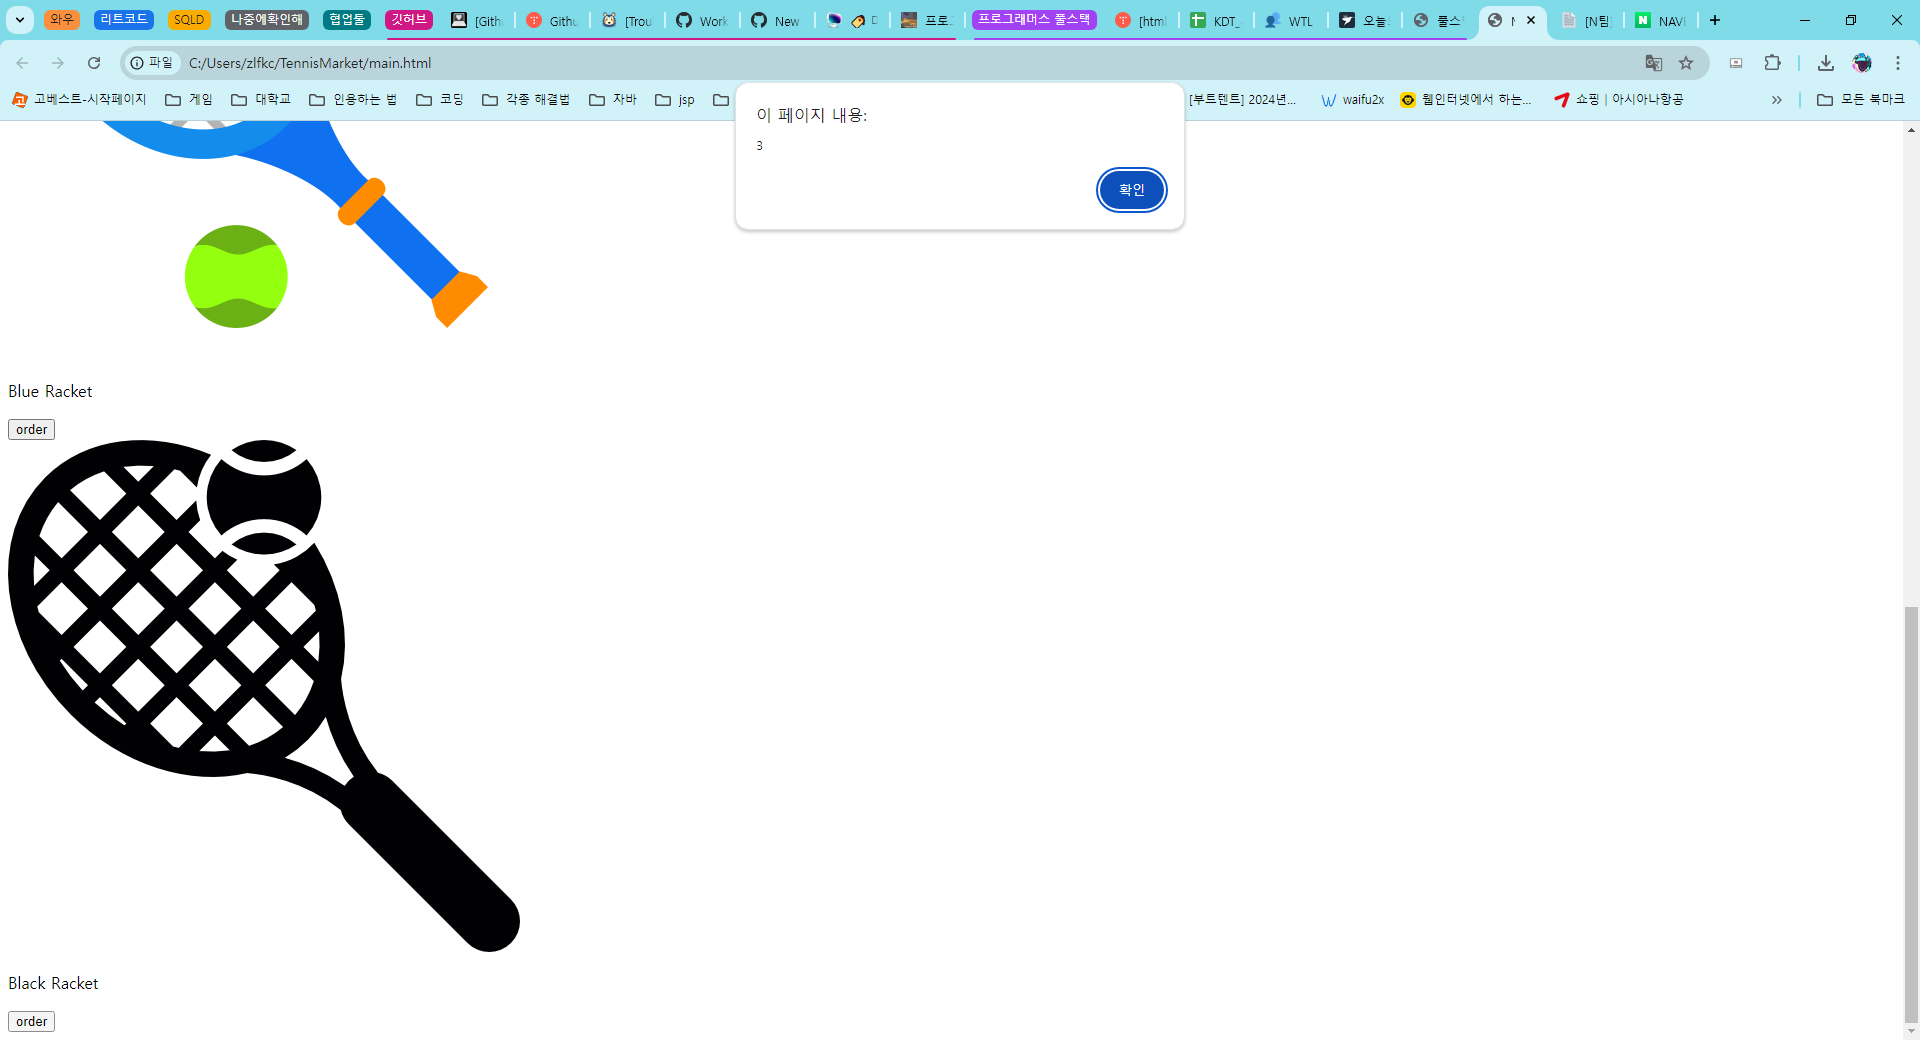 와우 리트코드 SQLD 나중에확인해 협업툴 깃허브 [Gith Githu [Trou Work New 프로 프로그래머스 풀스택 [html KDT_ WTL 오늘 풀스 [N팀 NAVE
파일 C:/Users/zlfkc/TennisMarket/main.html
고베스트-시작페이지 게임 대학교 인용하는 법 코딩 각종 해결법 자바 jsp [부트텐트] 2024년... waifu2x 웹인터넷에서 하는... 쇼핑 | 아시아나항공 모든 북마크
이 페이지 내용:
3
확인
Blue Racket
order
Black Racket
order